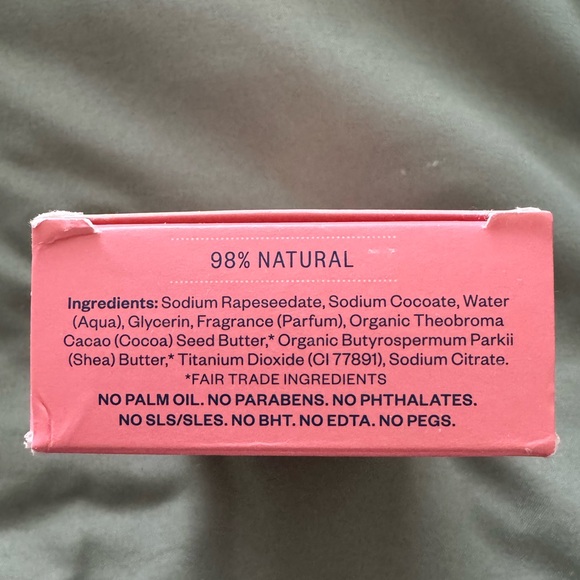 98% NATURAL
Ingredients: Sodium Rapeseedate, Sodium Cocoate, Water
(Aqua), Glycerin, Fragrance (Parfum), Organic Theobroma
Cacao (Cocoa) Seed Butter,* Organic Butyrospermum Parkii
(Shea) Butter,* Titanium Dioxide (CI 77891), Sodium Citrate.
*FAIR TRADE INGREDIENTS
NO PALM OIL. NO PARABENS. NO PHTHALATES.
NO SLS/SLES. NO BHT. NO EDTA. NO PEGS.